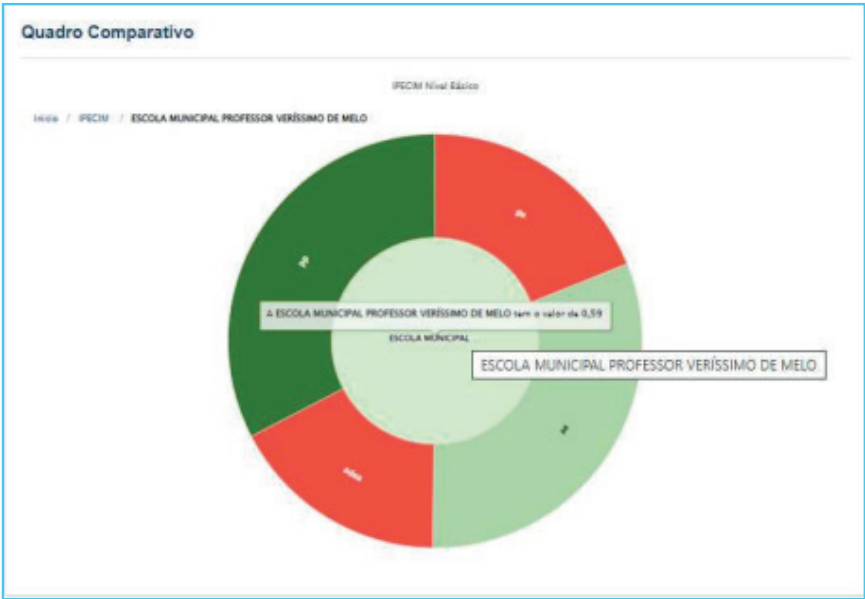 Quadro Comparativo
IPECIM Nível Básico
Início / IPECIM / ESCOLA MUNICIPAL PROFESSOR VERÍSSIMO DE MELO
A ESCOLA MUNICIPAL PROFESSOR VERÍSSIMO DE MELO tem o valor de 0,59
ESCOLA MUNICIPAL
ESCOLA MUNICIPAL PROFESSOR VERÍSSIMO DE MELO